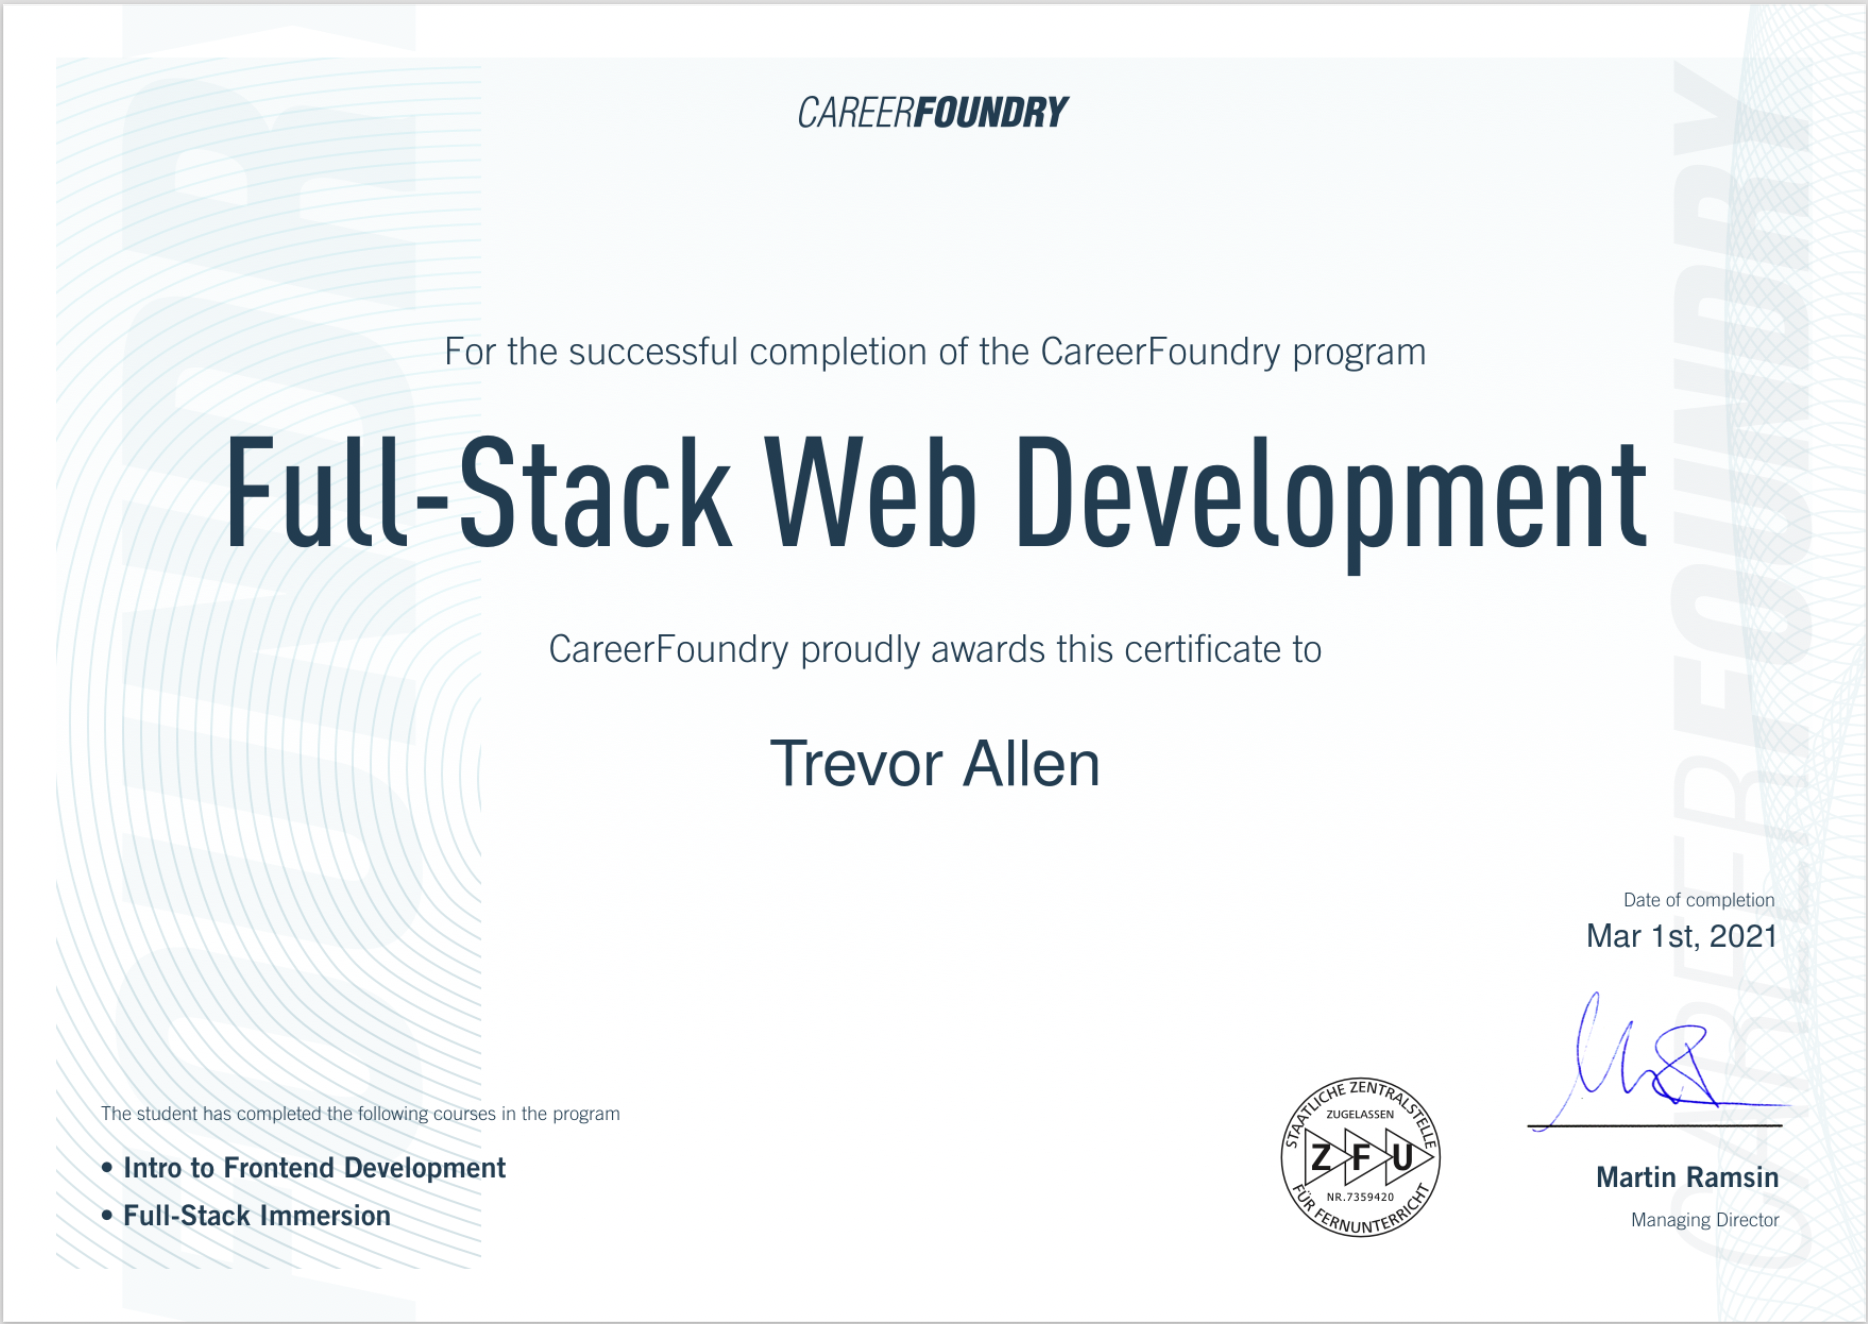 CAREERFOUNDRY
For the successful completion of the CareerFoundry program
Full-Stack Web Development
CareerFoundry proudly awards this certificate to
Trevor Allen
Date of completion
Mar 1st, 2021
The student has completed the following courses in the program
• Intro to Frontend Development
• Full-Stack Immersion
STAATLICHE ZENTRALSTELLE
ZUGELASSEN
ZFU
NR.7359420
FÜR FERNUNTERRICHT
Martin Ramsin
Managing Director
CAREERFOUNDRY